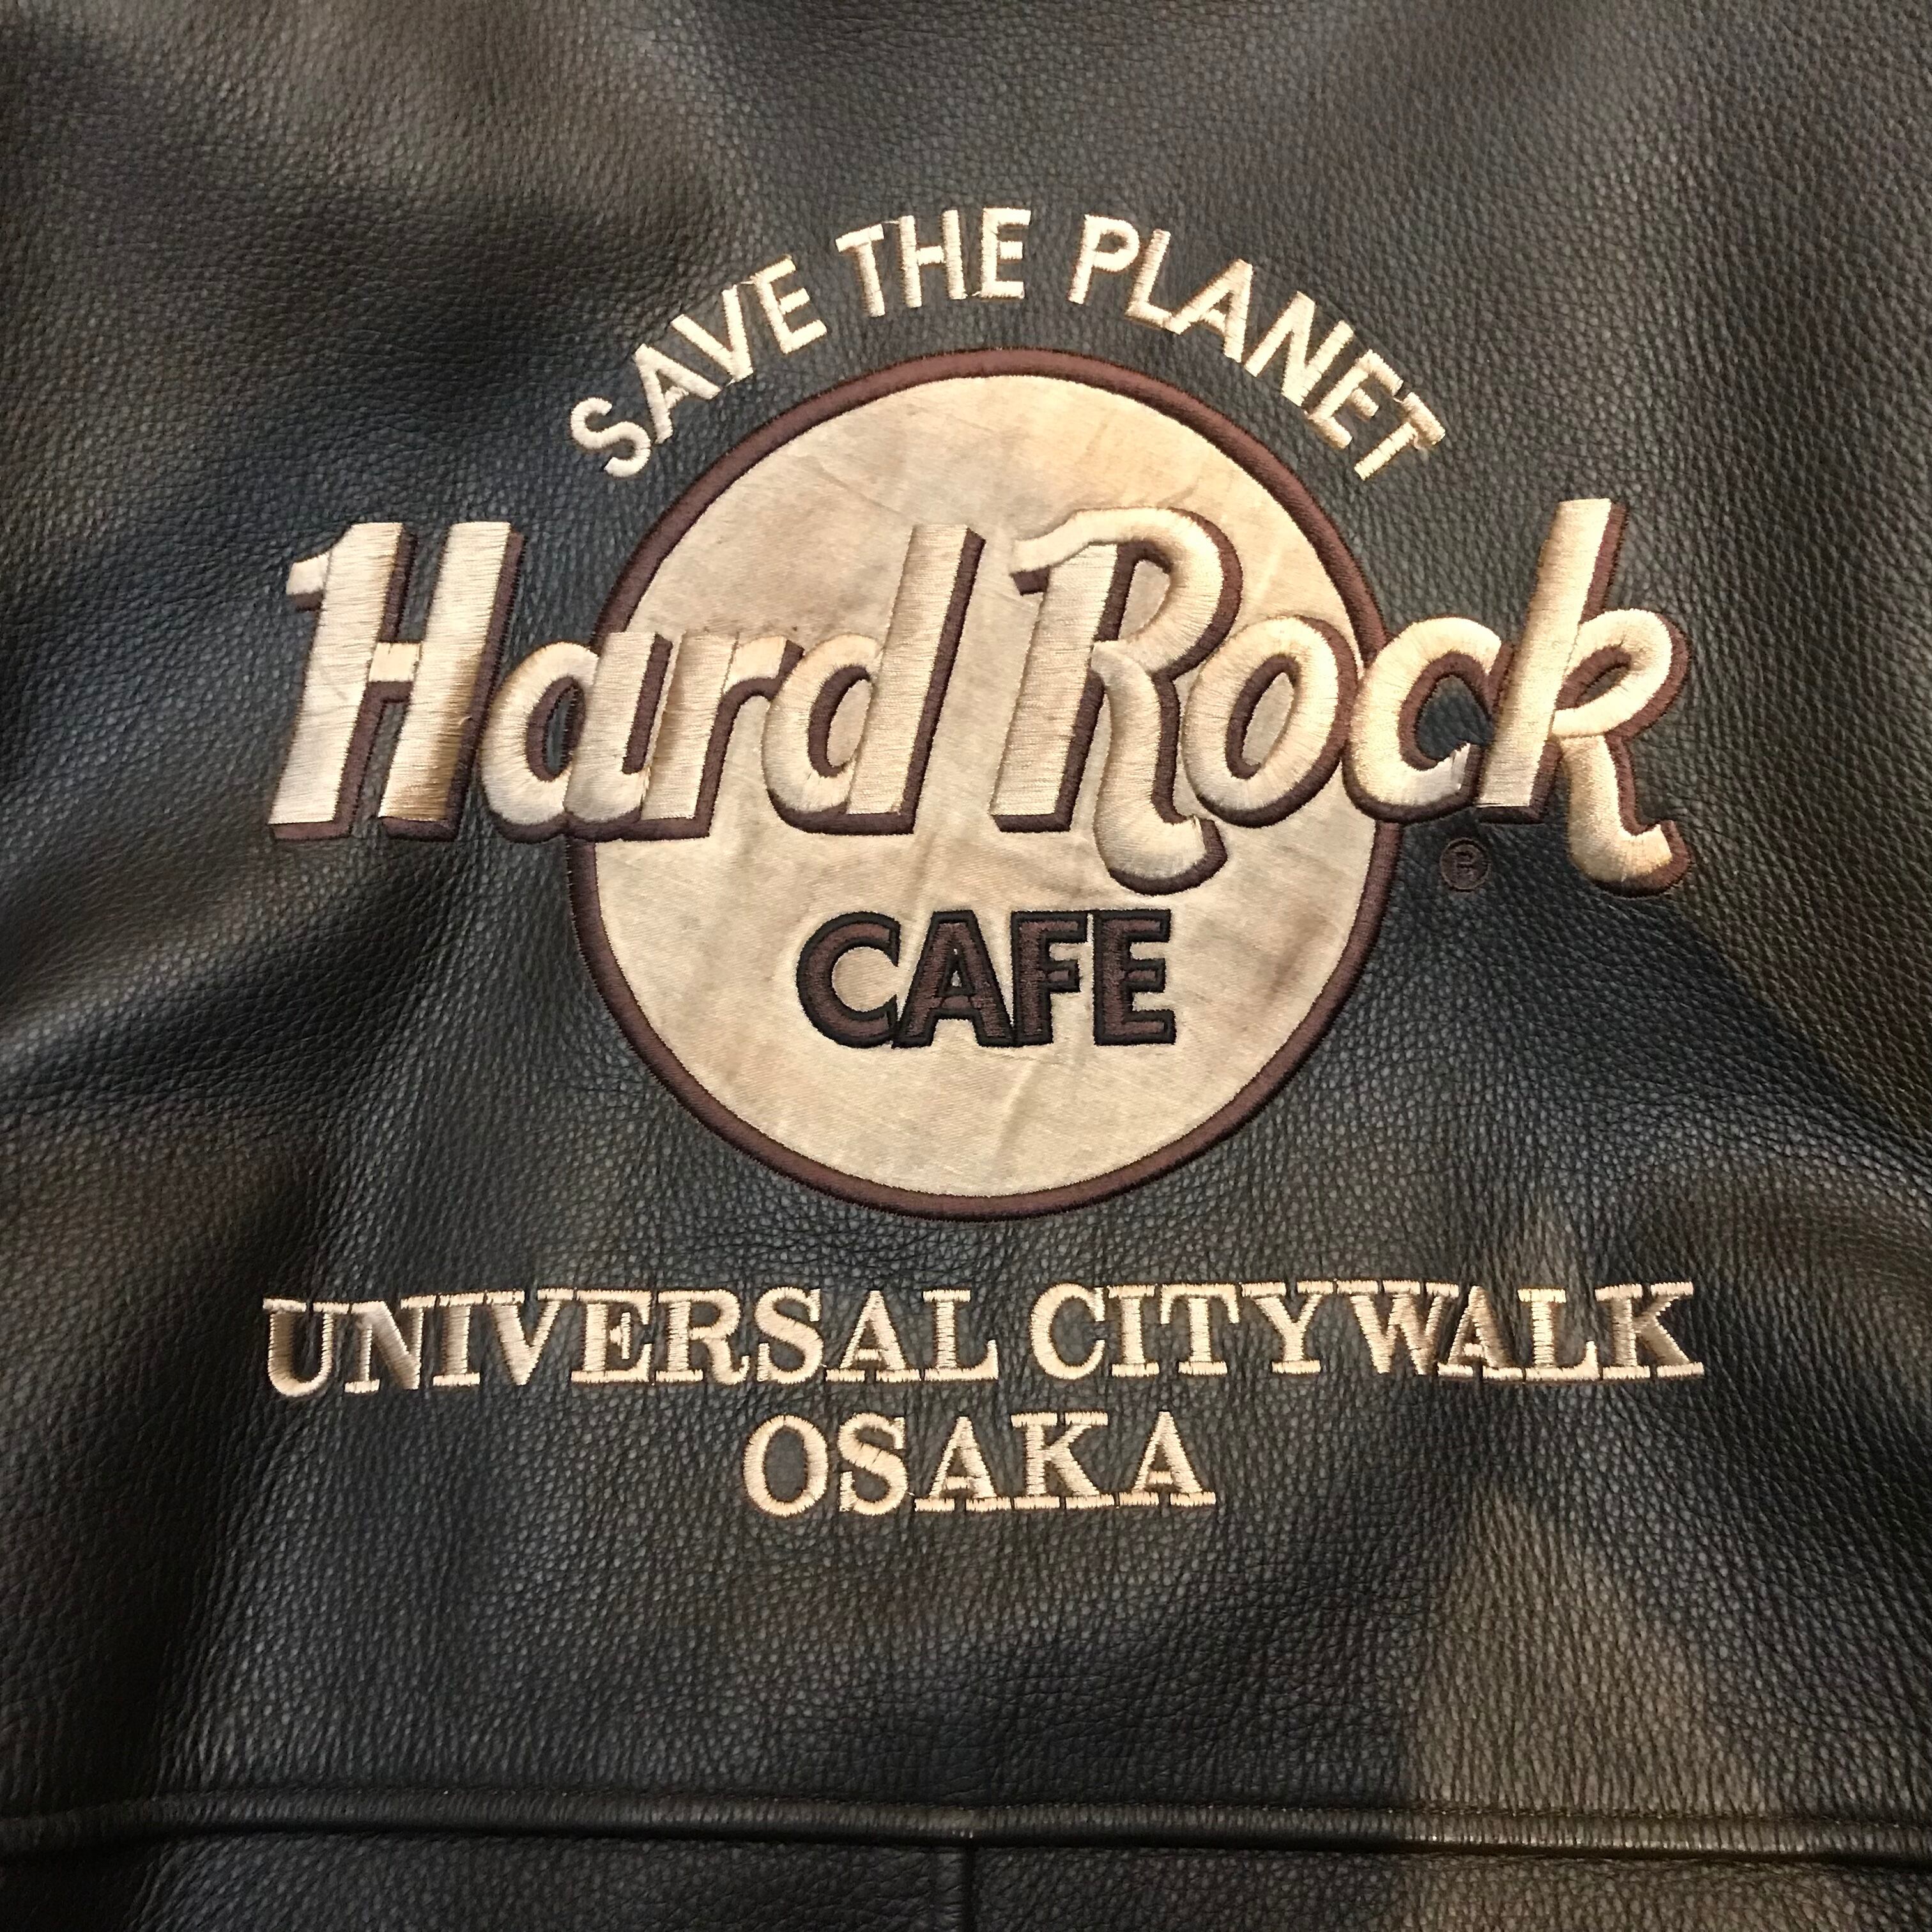 SAVE THE PLANET
Hard Rock
®
CAFE
UNIVERSAL CITYWALK
OSAKA